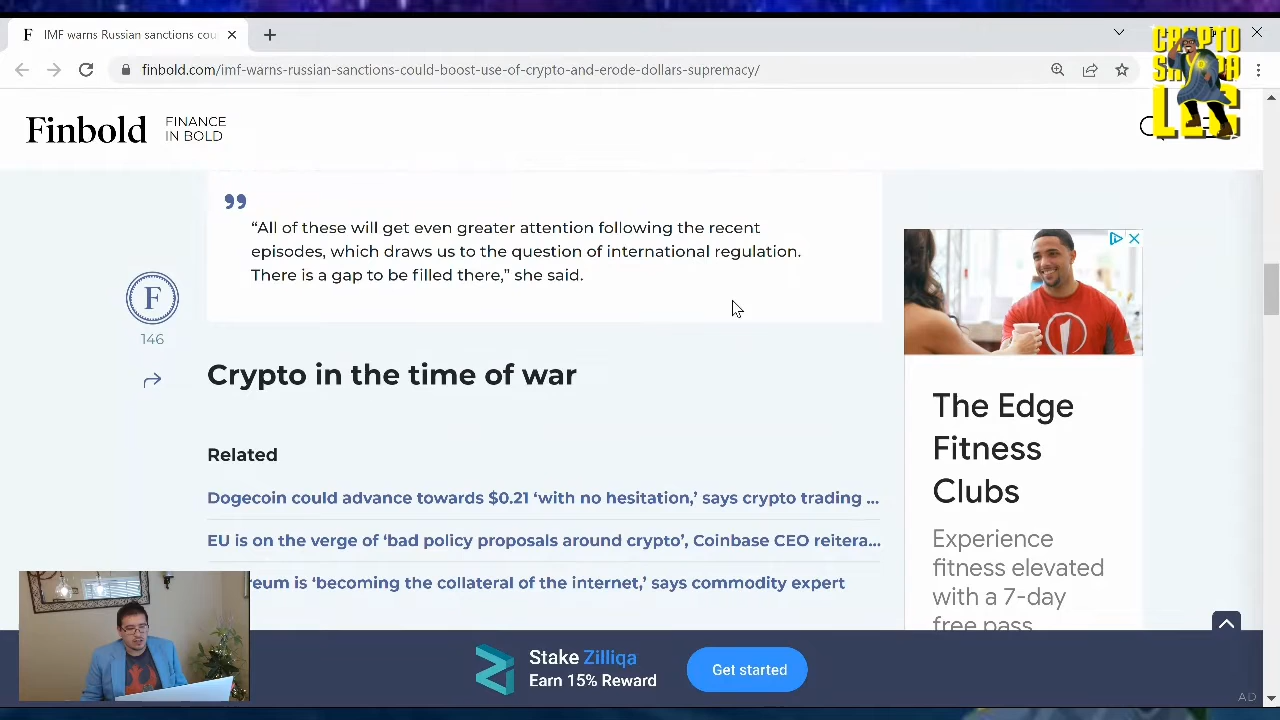 IMF warns Russian sanctions cou
finbold.com/imf-warns-russian-sanctions-could-boost-use-of-crypto-and-erode-dollars-supremacy/
CRYPTO
Finbold
FINANCE
IN BOLD
"All of these will get even greater attention following the recent
episodes, which draws us to the question of international regulation.
There is a gap to be filled there," she said.
F
146
Crypto in the time of war
Related
Dogecoin could advance towards $0.21 'with no hesitation,' says crypto trading ...
EU is on the verge of 'bad policy proposals around crypto', Coinbase CEO reitera...
reum is 'becoming the collateral of the internet,' says commodity expert
The Edge
Fitness
Clubs
Experience
fitness elevated
with a 7-day
free pass
Stake Zilliqa
Earn 15% Reward
Get started
AD